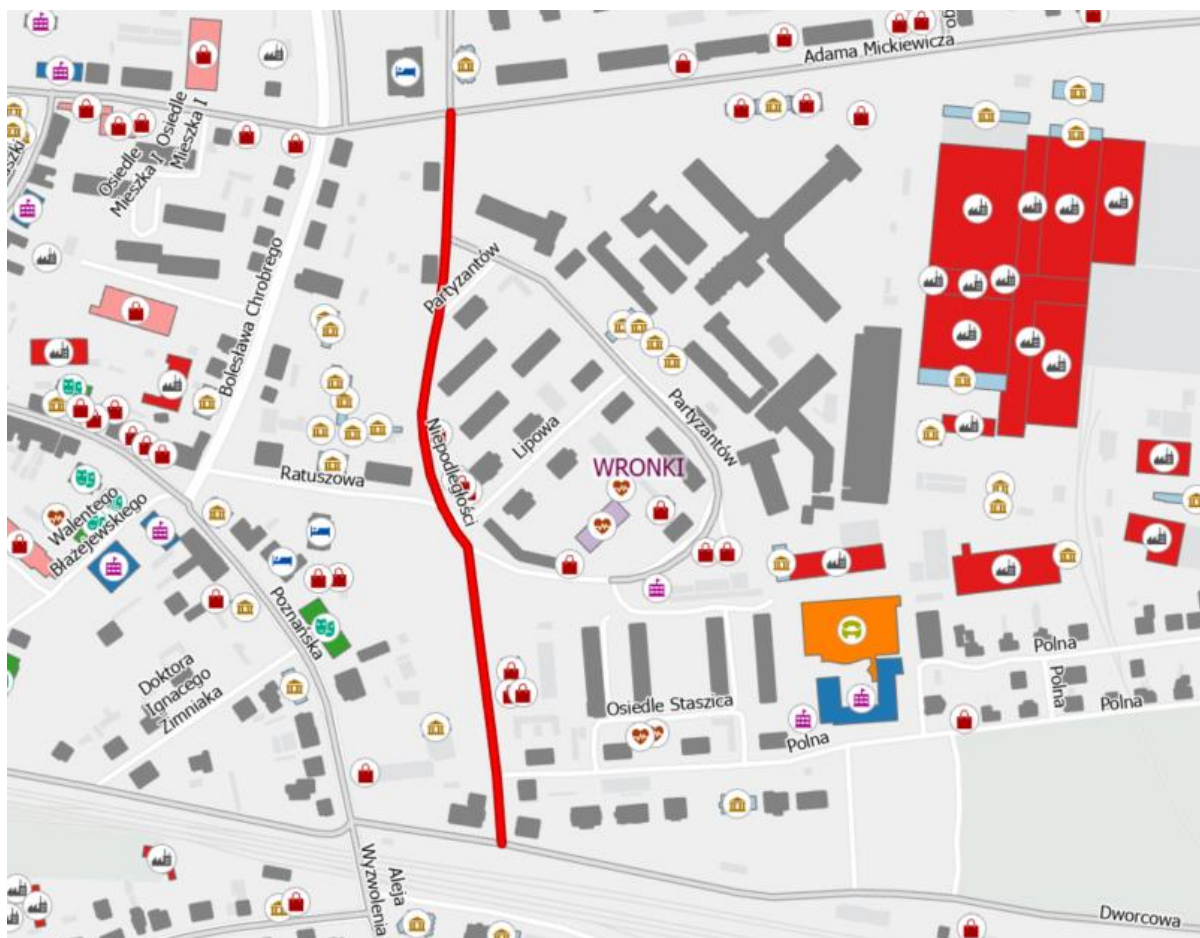 Adama Mickiewicza
Osiedle
Mieszka I
Osiedle
Mieszka I
Bolesława Chrobrego
Partyzantów
Niepodległości
Lipowa
Partyzantów
WRONKI
Ratuszowa
Walentego
Błażejewskiego
Poznańska
Doktora
Ignacego
Zimniaka
Osiedle Staszica
Polna
Polna
Polna
Polna
Aleja
Wyzwolenia
Dworcowa